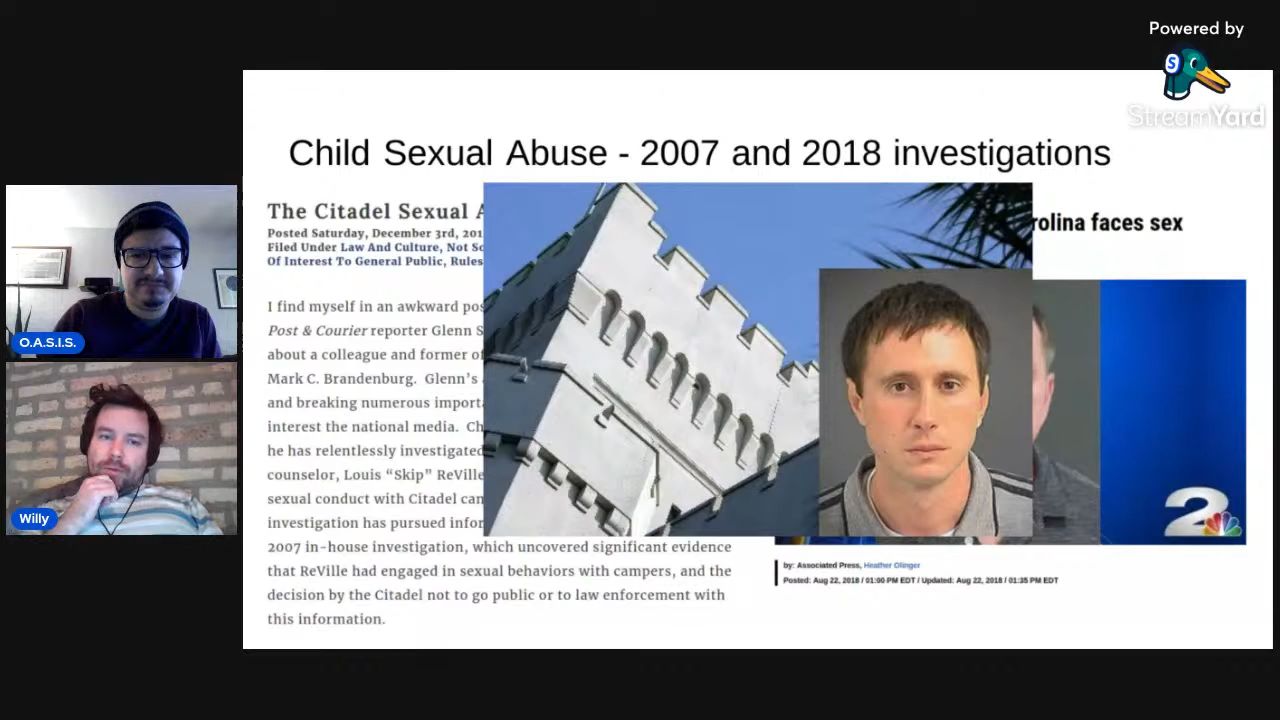 Powered by
S
StreamYard
Child Sexual Abuse - 2007 and 2018 investigations
The Citadel Sexual A
Posted Saturday, December 3rd, 201
Filed Under Law And Culture, Not So
Of Interest To General Public, Rules
I find myself in an awkward pos
Post & Courier reporter Glenn S
about a colleague and former of
Mark C. Brandenburg. Glenn's
and breaking numerous importa
interest the national media. Ch
he has relentlessly investigated
counselor, Louis "Skip" ReVille
sexual conduct with Citadel can
investigation has pursued infor
2007 in-house investigation, which uncovered significant evidence
that ReVille had engaged in sexual behaviors with campers, and the
decision by the Citadel not to go public or to law enforcement with
this information.
rolina faces sex
2
by: Associated Press, Heather Olinger
Posted: Aug 22, 2018 / 01:00 PM EDT / Updated: Aug 22, 2018 / 01:35 PM EDT
O.A.S.I.S.
Willy